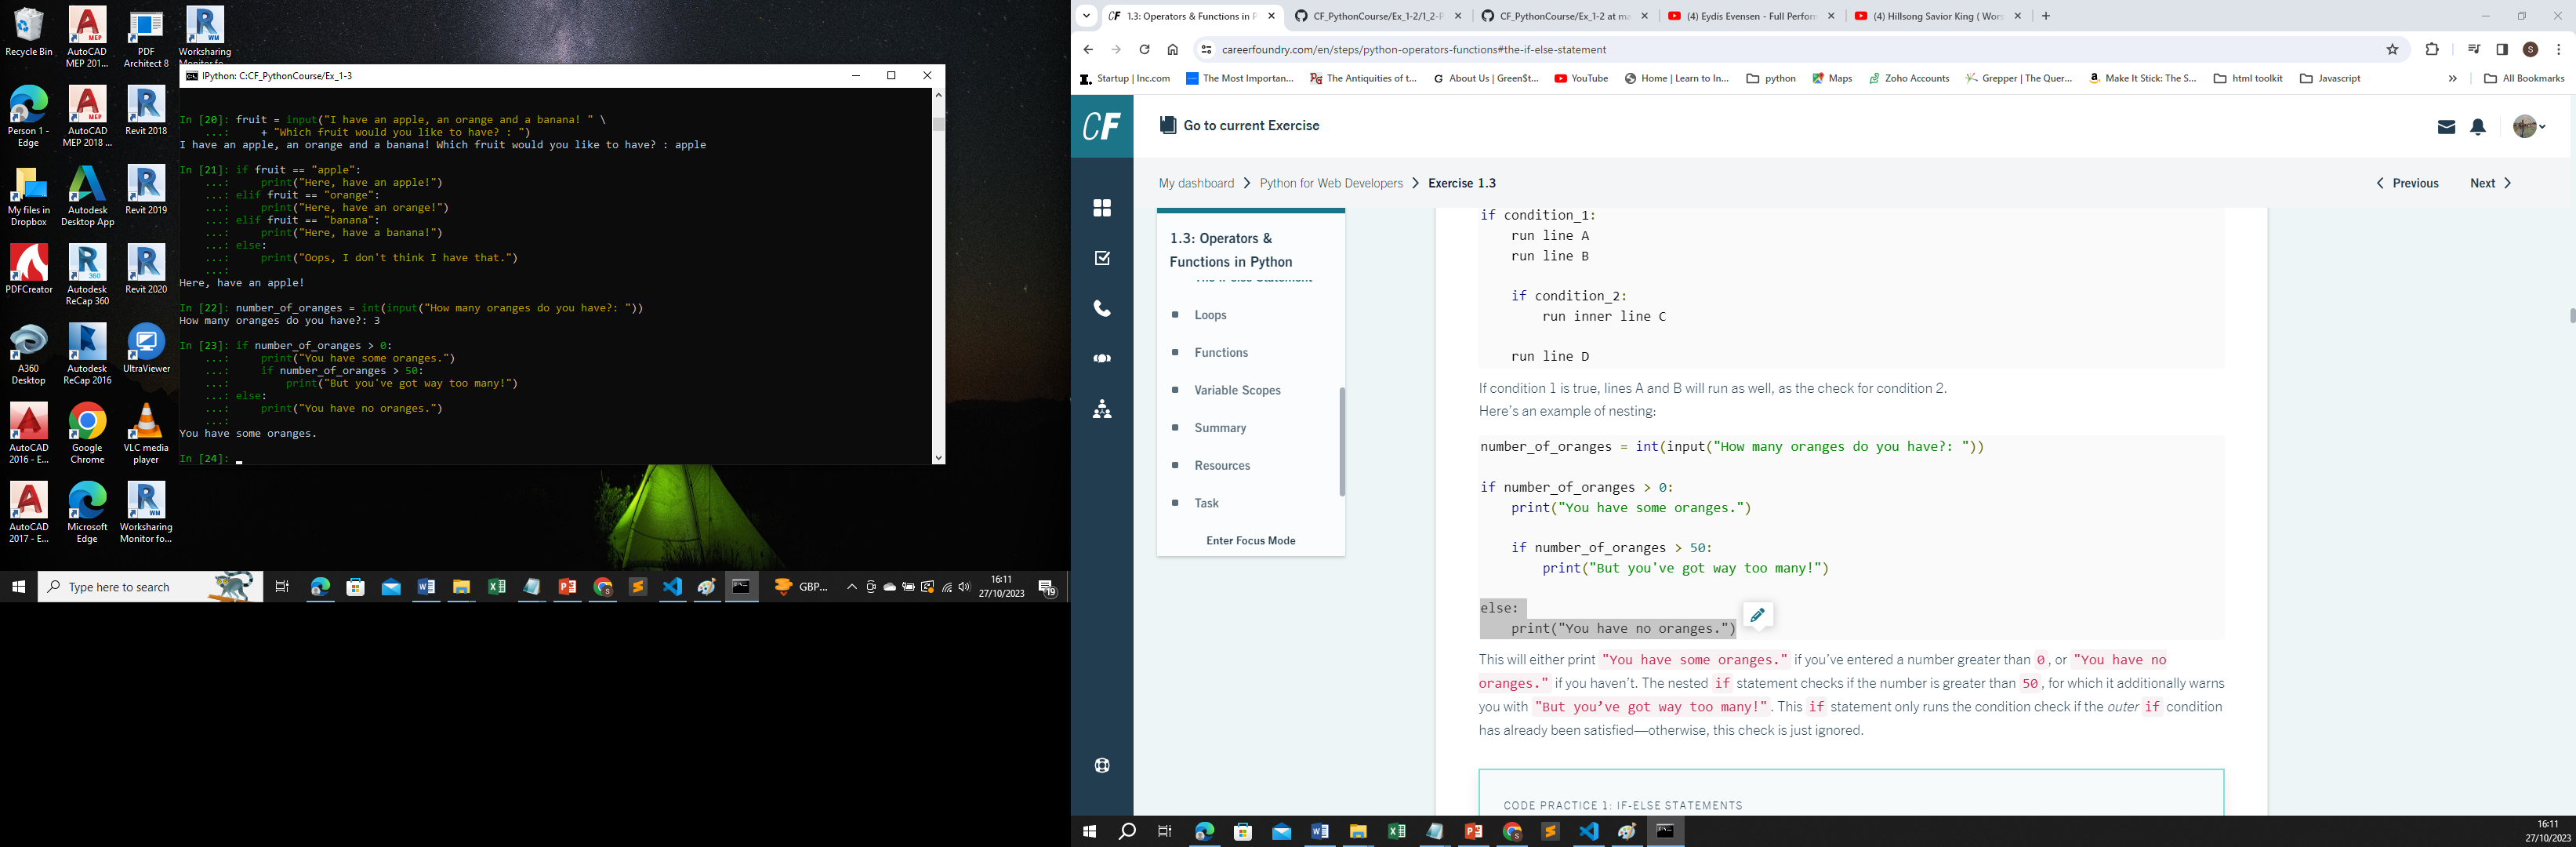 Recycle Bin
AutoCAD MEP 201...
PDF Architect 8
Worksharing Monitor fo...
Person 1 - Edge
AutoCAD MEP 2018 ...
Revit 2018
My files in Dropbox
Autodesk Desktop App
Revit 2019
PDFCreator
Autodesk ReCap 360
Revit 2020
A360 Desktop
Autodesk ReCap 2016
UltraViewer
AutoCAD 2016 - E...
Google Chrome
VLC media player
AutoCAD 2017 - E...
Microsoft Edge
Worksharing Monitor fo...
IPython: C:CF_PythonCourse/Ex_1-3
In [20]: fruit = input("I have an apple, an orange and a banana! " \
...: + "Which fruit would you like to have? : ")
I have an apple, an orange and a banana! Which fruit would you like to have? : apple
In [21]: if fruit == "apple":
...: print("Here, have an apple!")
...: elif fruit == "orange":
...: print("Here, have an orange!")
...: elif fruit == "banana":
...: print("Here, have a banana!")
...: else:
...: print("Oops, I don't think I have that.")
...:
Here, have an apple!
In [22]: number_of_oranges = int(input("How many oranges do you have?: "))
How many oranges do you have?: 3
In [23]: if number_of_oranges > 0:
...: print("You have some oranges.")
...: if number_of_oranges > 50:
...: print("But you've got way too many!")
...: else:
...: print("You have no oranges.")
...:
You have some oranges.
In [24]:
Type here to search
GBP...
16:11
27/10/2023
19
1.3: Operators & Functions in P
CF_PythonCourse/Ex_1-2/1_2-P
CF_PythonCourse/Ex_1-2 at ma
(4) Eydís Evensen - Full Perform
(4) Hillsong Savior King ( Wors
careerfoundry.com/en/steps/python-operators-functions#the-if-else-statement
Startup | Inc.com
The Most Importan...
The Antiquities of t...
About Us | Green$t...
YouTube
Home | Learn to In...
python
Maps
Zoho Accounts
Grepper | The Quer...
Make It Stick: The S...
html toolkit
Javascript
All Bookmarks
CF
Go to current Exercise
My dashboard > Python for Web Developers > Exercise 1.3
Previous
Next
1.3: Operators & Functions in Python
The if-else Statement
Loops
Functions
Variable Scopes
Summary
Resources
Task
Enter Focus Mode
if condition_1:
run line A
run line B
if condition_2:
run inner line C
run line D
If condition 1 is true, lines A and B will run as well, as the check for condition 2.
Here's an example of nesting:
number_of_oranges = int(input("How many oranges do you have?: "))
if number_of_oranges > 0:
print("You have some oranges.")
if number_of_oranges > 50:
print("But you've got way too many!")
else:
print("You have no oranges.")
This will either print "You have some oranges." if you've entered a number greater than 0, or "You have no
oranges." if you haven't. The nested if statement checks if the number is greater than 50, for which it additionally warns
you with "But you've got way too many!". This if statement only runs the condition check if the outer if condition
has already been satisfied—otherwise, this check is just ignored.
CODE PRACTICE 1: IF-ELSE STATEMENTS
16:11
27/10/2023